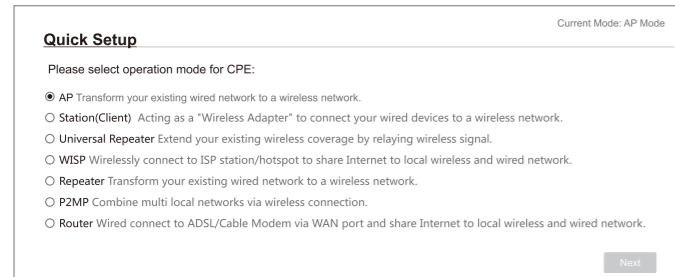 Current Mode: AP Mode
Quick Setup
Please select operation mode for CPE:
AP Transform your existing wired network to a wireless network.
Station(Client) Acting as a "Wireless Adapter" to connect your wired devices to a wireless network.
Universal Repeater Extend your existing wireless coverage by relaying wireless signal.
WISP Wirelessly connect to ISP station/hotspot to share Internet to local wireless and wired network.
Repeater Transform your existing wired network to a wireless network.
P2MP Combine multi local networks via wireless connection.
Router Wired connect to ADSL/Cable Modem via WAN port and share Internet to local wireless and wired network.
Next